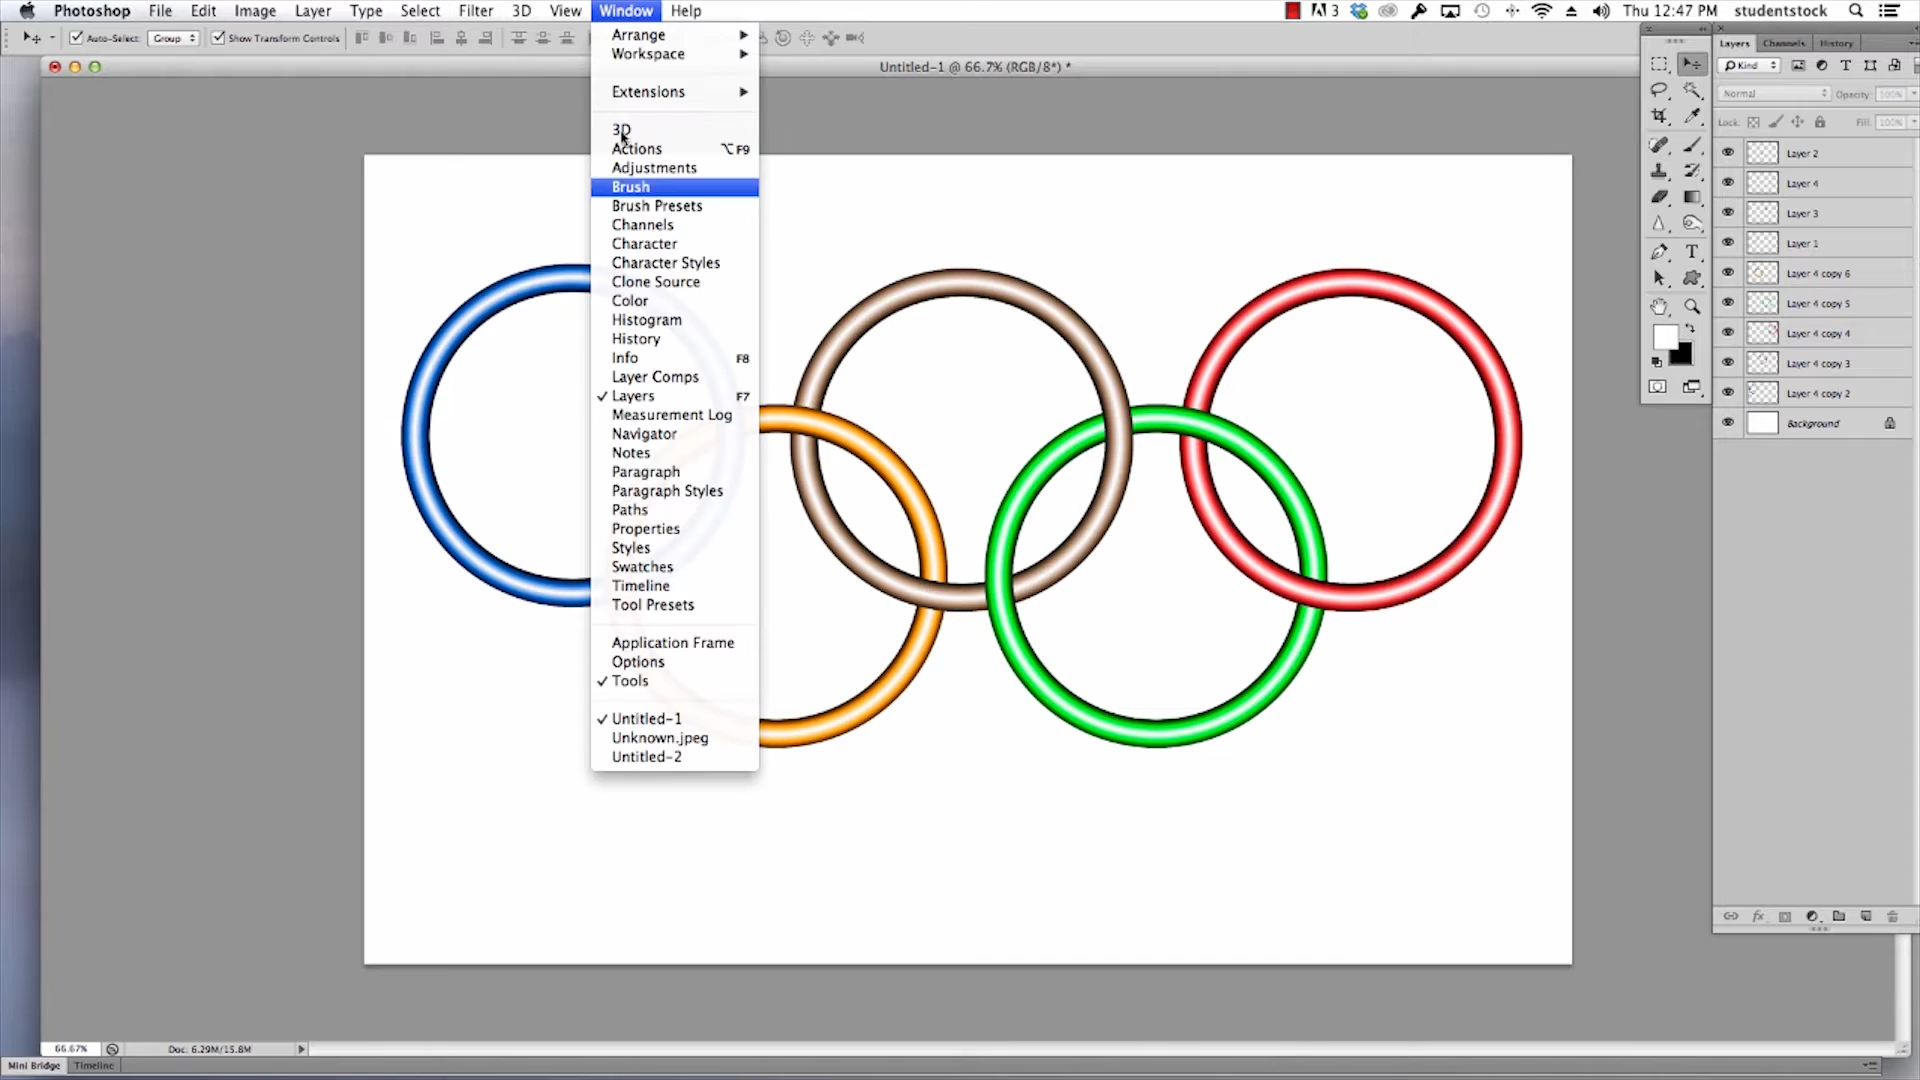 Photoshop File Edit Image Layer Type Select Filter 3D View Window Help 3 Thu 12:47 PM studentstock
Auto-Select: Group Show Transform Controls
Untitled-1 @ 66.7% (RGB/8*) *
Arrange
Workspace
Extensions
3D
Actions ⌥F9
Adjustments
Brush
Brush Presets
Channels
Character
Character Styles
Clone Source
Color
Histogram
History
Info F8
Layer Comps
✓ Layers F7
Measurement Log
Navigator
Notes
Paragraph
Paragraph Styles
Paths
Properties
Styles
Swatches
Timeline
Tool Presets
Application Frame
Options
✓ Tools
✓ Untitled-1
Unknown.jpeg
Untitled-2
Layers Channels History
Kind
Normal Opacity: 100%
Lock: Fill: 100%
Layer 2
Layer 4
Layer 3
Layer 1
Layer 4 copy 6
Layer 4 copy 5
Layer 4 copy 4
Layer 4 copy 3
Layer 4 copy 2
Background
fx
66.67% Doc: 6.29M/15.8M
Mini Bridge Timeline